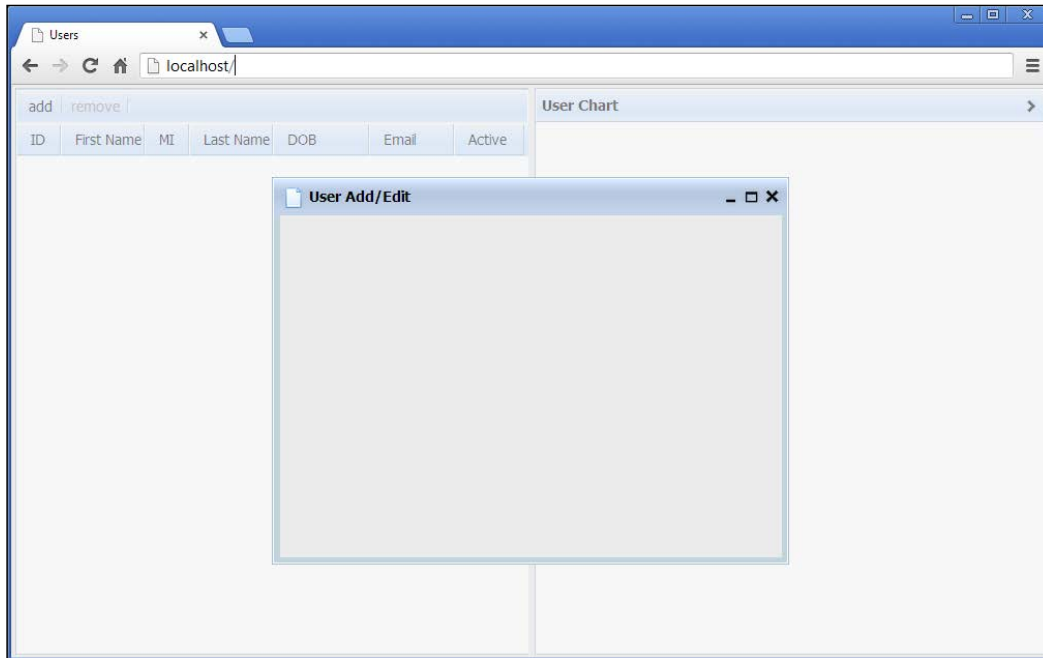 Users
localhost/
add remove
User Chart
ID First Name MI Last Name DOB Email Active
User Add/Edit